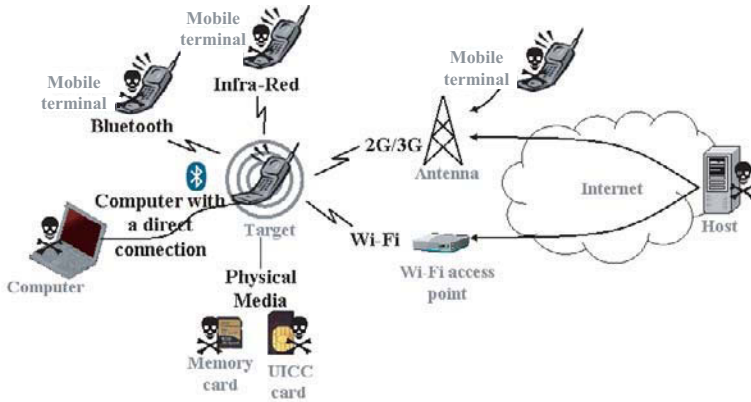 Mobile
terminal
Mobile
terminal
Infra-Red
Bluetooth
Mobile
terminal
2G/3G
Antenna
Internet
Host
Computer with
a direct
connection
Target
Computer
Wi-Fi
Wi-Fi access
point
Physical
Media
Memory
card
UICC
card